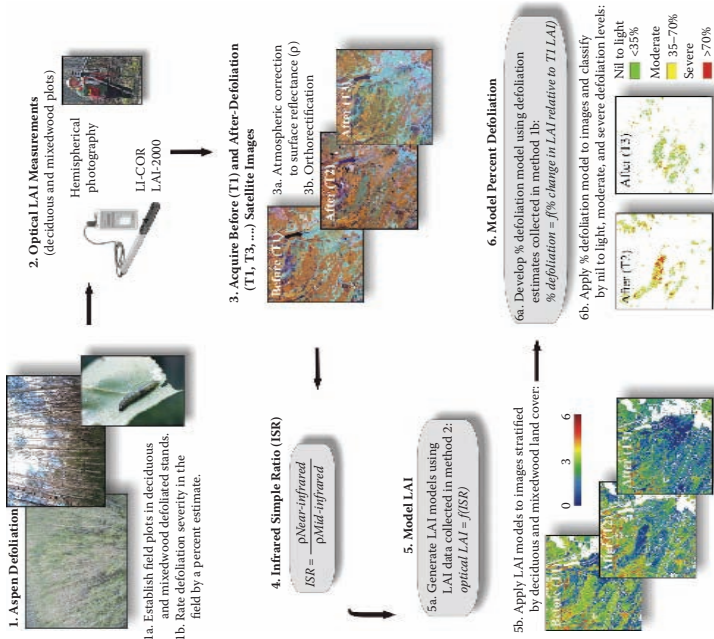 1. Aspen Defoliation
1a. Establish field plots in deciduous
and mixedwood defoliated stands.
1b. Rate defoliation severity in the
field by a percent estimate.
2. Optical LAI Measurements
(deciduous and mixedwood plots)
Hemispherical
photography
LI-COR
LAI-2000
3. Acquire Before (T1) and After-Defoliation
(T1, T3, ....) Satellite Images
Before (T1)
After (T2)
After (T3)
3a. Atmospheric correction
to surface reflectance (ρ)
3b. Orthorectification
4. Infrared Simple Ratio (ISR)
ISR = ρNear-infrared
ρMid-infrared
5. Model LAI
5a. Generate LAI models using
LAI data collected in method 2:
optical LAI = f(ISR)
5b. Apply LAI models to images stratified
by deciduous and mixedwood land cover:
0 3 6
Before (T1)
After (T2)
After (T3)
6. Model Percent Defoliation
6a. Develop % defoliation model using defoliation
estimates collected in method 1b:
% defoliation = f(% change in LAI relative to T1 LAI)
6b. Apply % defoliation model to images and classify
by nil to light, moderate, and severe defoliation levels:
After (T2)
After (T3)
Nil to light
<35%
Moderate
35–70%
Severe
>70%